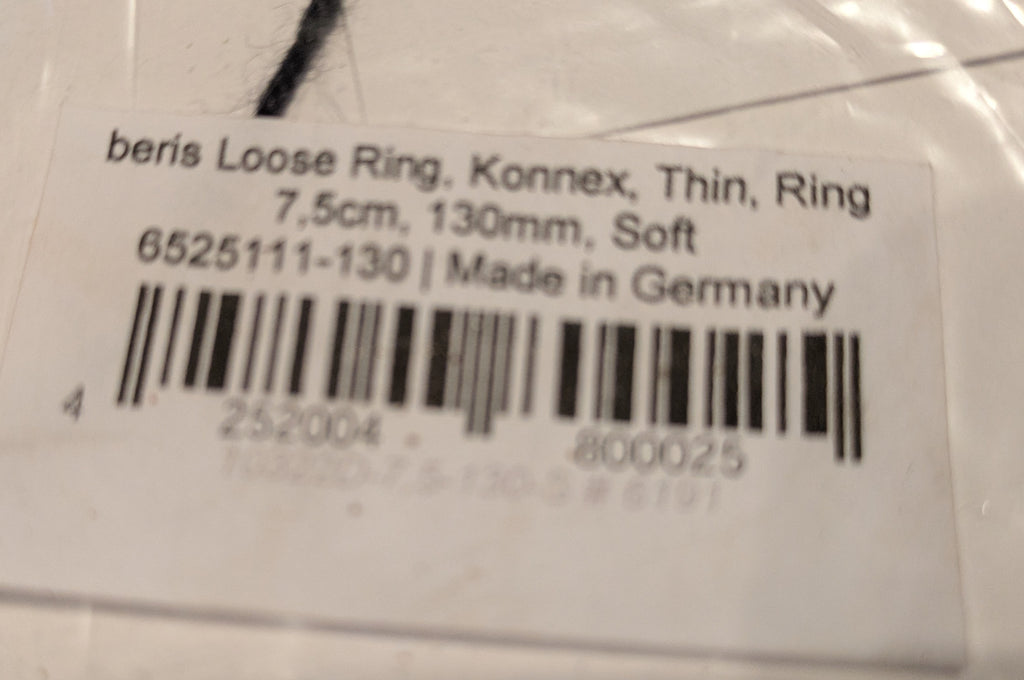 beris Loose Ring, Konnex, Thin, Ring
7,5cm, 130mm, Soft
6525111-130 | Made in Germany
4 252004 800025